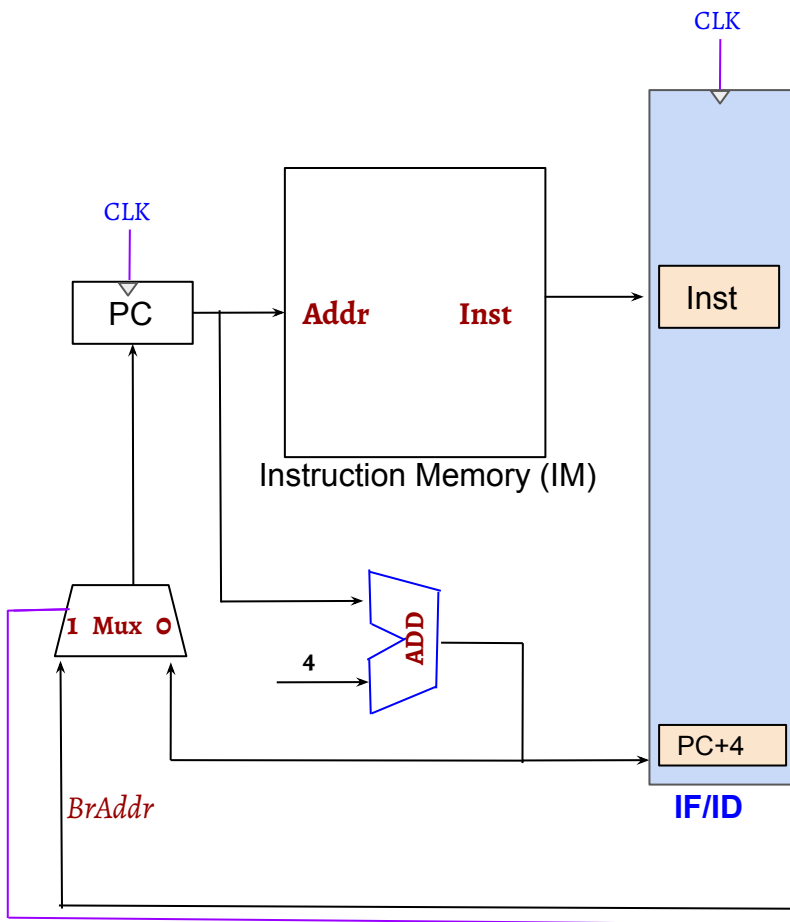 CLK
CLK
PC
Addr
Inst
Inst
Instruction Memory (IM)
1 Mux 0
ADD
4
PC+4
BrAddr
IF/ID